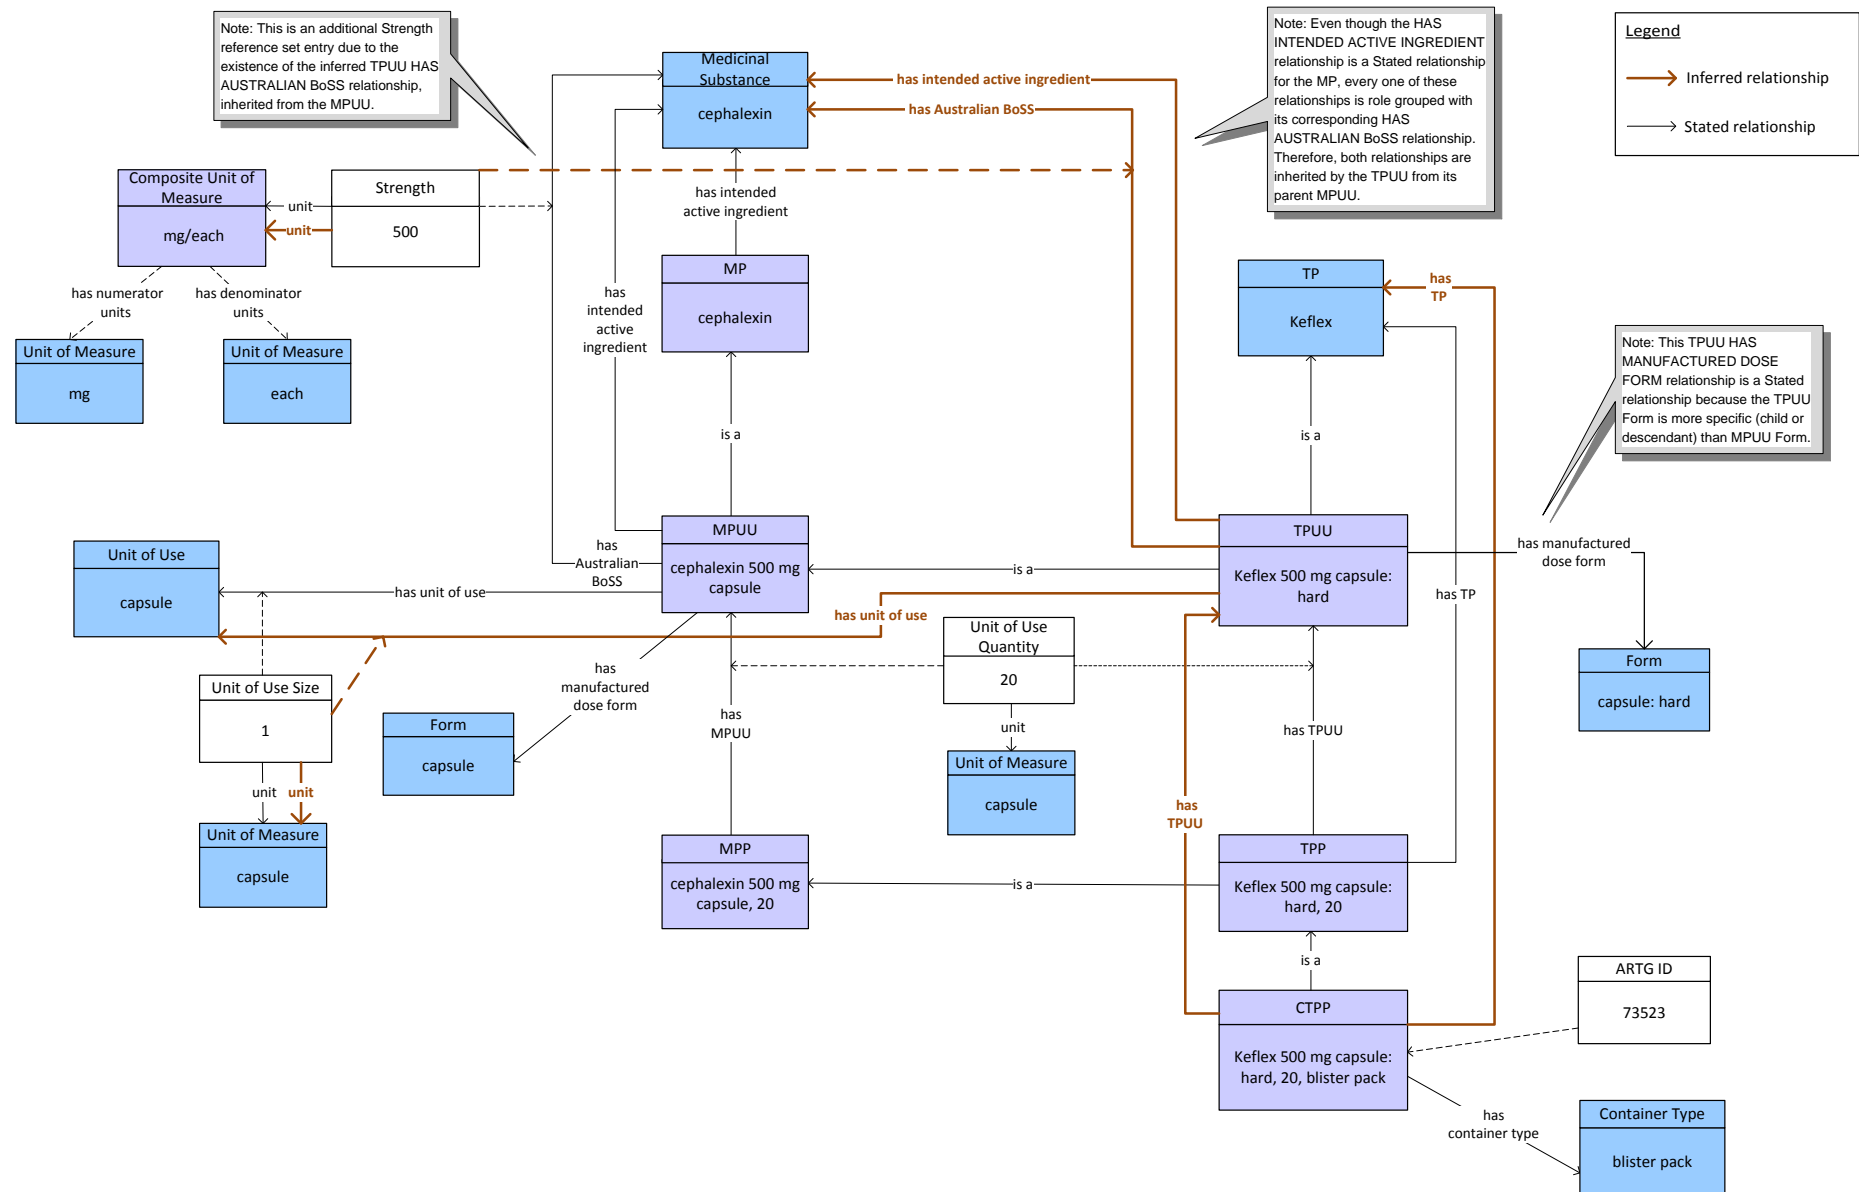 Note: This is an additional Strength
reference set entry due to the
existence of the inferred TPUU HAS
AUSTRALIAN BoSS relationship,
inherited from the MPUU.
Medicinal
Substance
cephalexin
has intended active ingredient
has Australian BoSS
Note: Even though the HAS
INTENDED ACTIVE INGREDIENT
relationship is a Stated relationship
for the MP, every one of these
relationships is role grouped with
its corresponding HAS
AUSTRALIAN BoSS relationship.
Therefore, both relationships are
inherited by the TPUU from its
parent MPUU.
Legend
Inferred relationship
Stated relationship
Composite Unit of
Measure
mg/each
unit
unit
Strength
500
has intended
active ingredient
has numerator
units
has denominator
units
Unit of Measure
mg
Unit of Measure
each
has
intended
active
ingredient
MP
cephalexin
TP
Keflex
has
TP
Note: This TPUU HAS
MANUFACTURED DOSE
FORM relationship is a Stated
relationship because the TPUU
Form is more specific (child or
descendant) than MPUU Form.
is a
is a
Unit of Use
capsule
has
Australian
BoSS
has unit of use
MPUU
cephalexin 500 mg
capsule
is a
has unit of use
TPUU
Keflex 500 mg capsule:
hard
has manufactured
dose form
has TP
Unit of Use
Quantity
20
Form
capsule: hard
Unit of Use Size
1
has
manufactured
dose form
Form
capsule
has
MPUU
unit
has TPUU
Unit of Measure
capsule
unit
unit
Unit of Measure
capsule
has
TPUU
MPP
cephalexin 500 mg
capsule, 20
is a
TPP
Keflex 500 mg capsule:
hard, 20
is a
CTPP
Keflex 500 mg capsule:
hard, 20, blister pack
ARTG ID
73523
has
container type
Container Type
blister pack